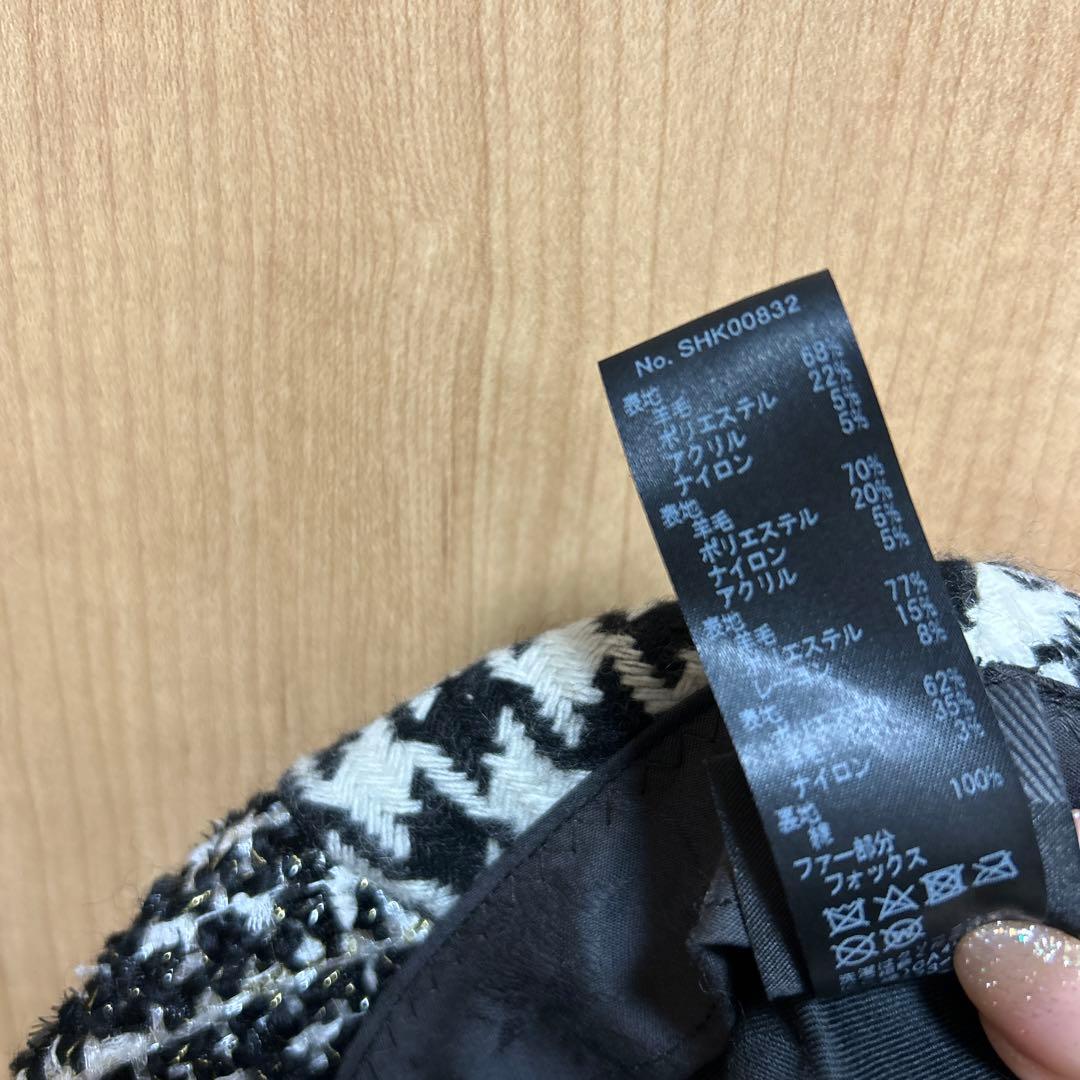 No. SHK00832
表地
羊毛 68%
ポリエステル 22%
アクリル 5%
ナイロン 5%
表地
羊毛 70%
ポリエステル 20%
ナイロン 5%
アクリル 5%
表地
羊毛 77%
ポリエステル 15%
レーヨン 8%
表地
62%
35%
ナイロン 3%
裏地
綿 100%
ファー部分
フォックス